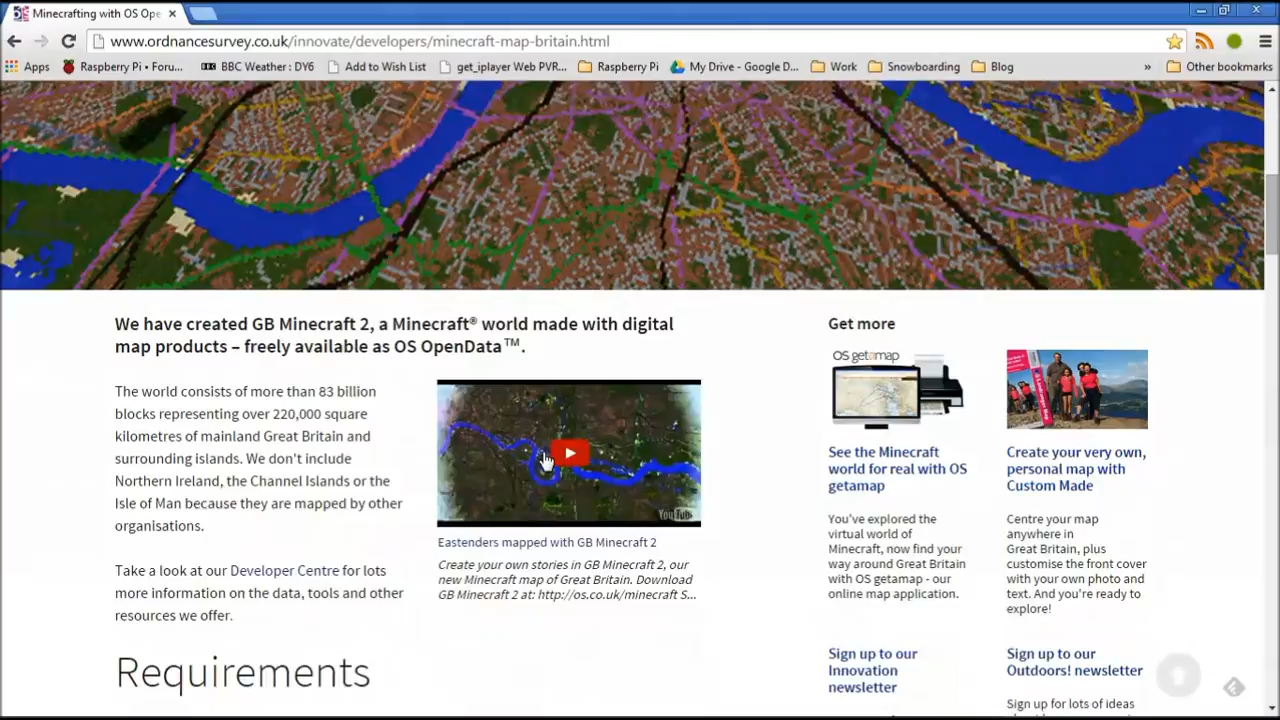 Minecrafting with OS Ope
www.ordnancesurvey.co.uk/innovate/developers/minecraft-map-britain.html
Apps
Raspberry Pi • Foru...
BBC Weather : DY6
Add to Wish List
get_iplayer Web PVR...
Raspberry Pi
My Drive - Google D...
Work
Snowboarding
Blog
»
Other bookmarks
We have created GB Minecraft 2, a Minecraft® world made with digital
map products – freely available as OS OpenData™.
The world consists of more than 83 billion
blocks representing over 220,000 square
kilometres of mainland Great Britain and
surrounding islands. We don't include
Northern Ireland, the Channel Islands or the
Isle of Man because they are mapped by other
organisations.
Take a look at our Developer Centre for lots
more information on the data, tools and other
resources we offer.
Requirements
YouTube
Eastenders mapped with GB Minecraft 2
Create your own stories in GB Minecraft 2, our
new Minecraft map of Great Britain. Download
GB Minecraft 2 at: http://os.co.uk/minecraft S...
Get more
OS getamap
See the Minecraft
world for real with OS
getamap
You've explored the
virtual world of
Minecraft, now find your
way around Great Britain
with OS getamap - our
online map application.
Sign up to our
Innovation
newsletter
Create your very own,
personal map with
Custom Made
Centre your map
anywhere in
Great Britain, plus
customise the front cover
with your own photo and
text. And you're ready to
explore!
Sign up to our
Outdoors! newsletter
Sign up for lots of ideas